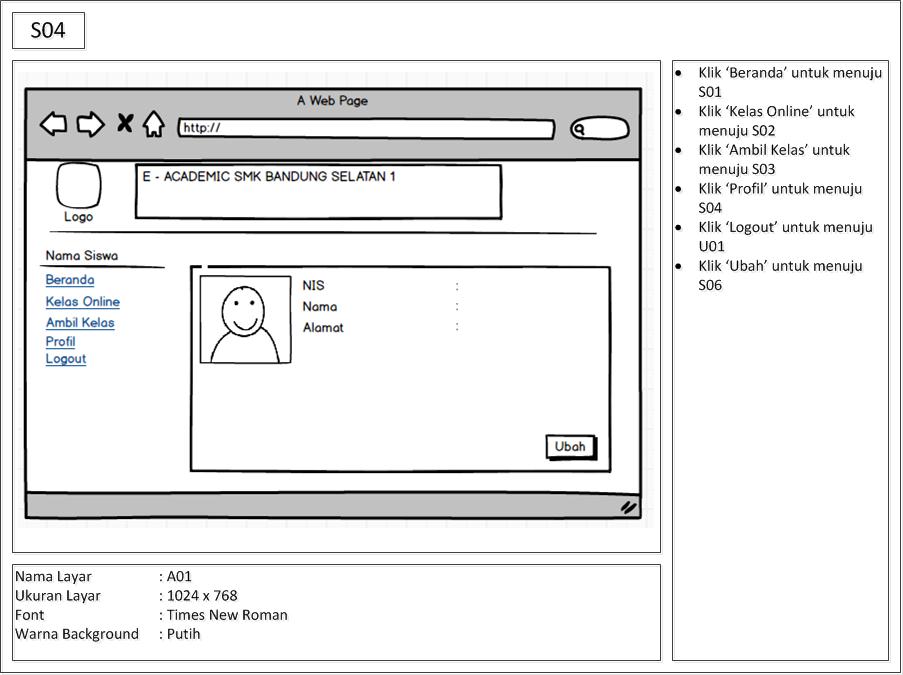 S04
A Web Page
http://
E - ACADEMIC SMK BANDUNG SELATAN 1
Logo
Nama Siswa
Beranda
Kelas Online
Ambil Kelas
Profil
Logout
NIS :
Nama :
Alamat :
Ubah
• Klik ‘Beranda’ untuk menuju
S01
• Klik ‘Kelas Online’ untuk
menuju S02
• Klik ‘Ambil Kelas’ untuk
menuju S03
• Klik ‘Profil’ untuk menuju
S04
• Klik ‘Logout’ untuk menuju
U01
• Klik ‘Ubah’ untuk menuju
S06
Nama Layar : A01
Ukuran Layar : 1024 x 768
Font : Times New Roman
Warna Background : Putih